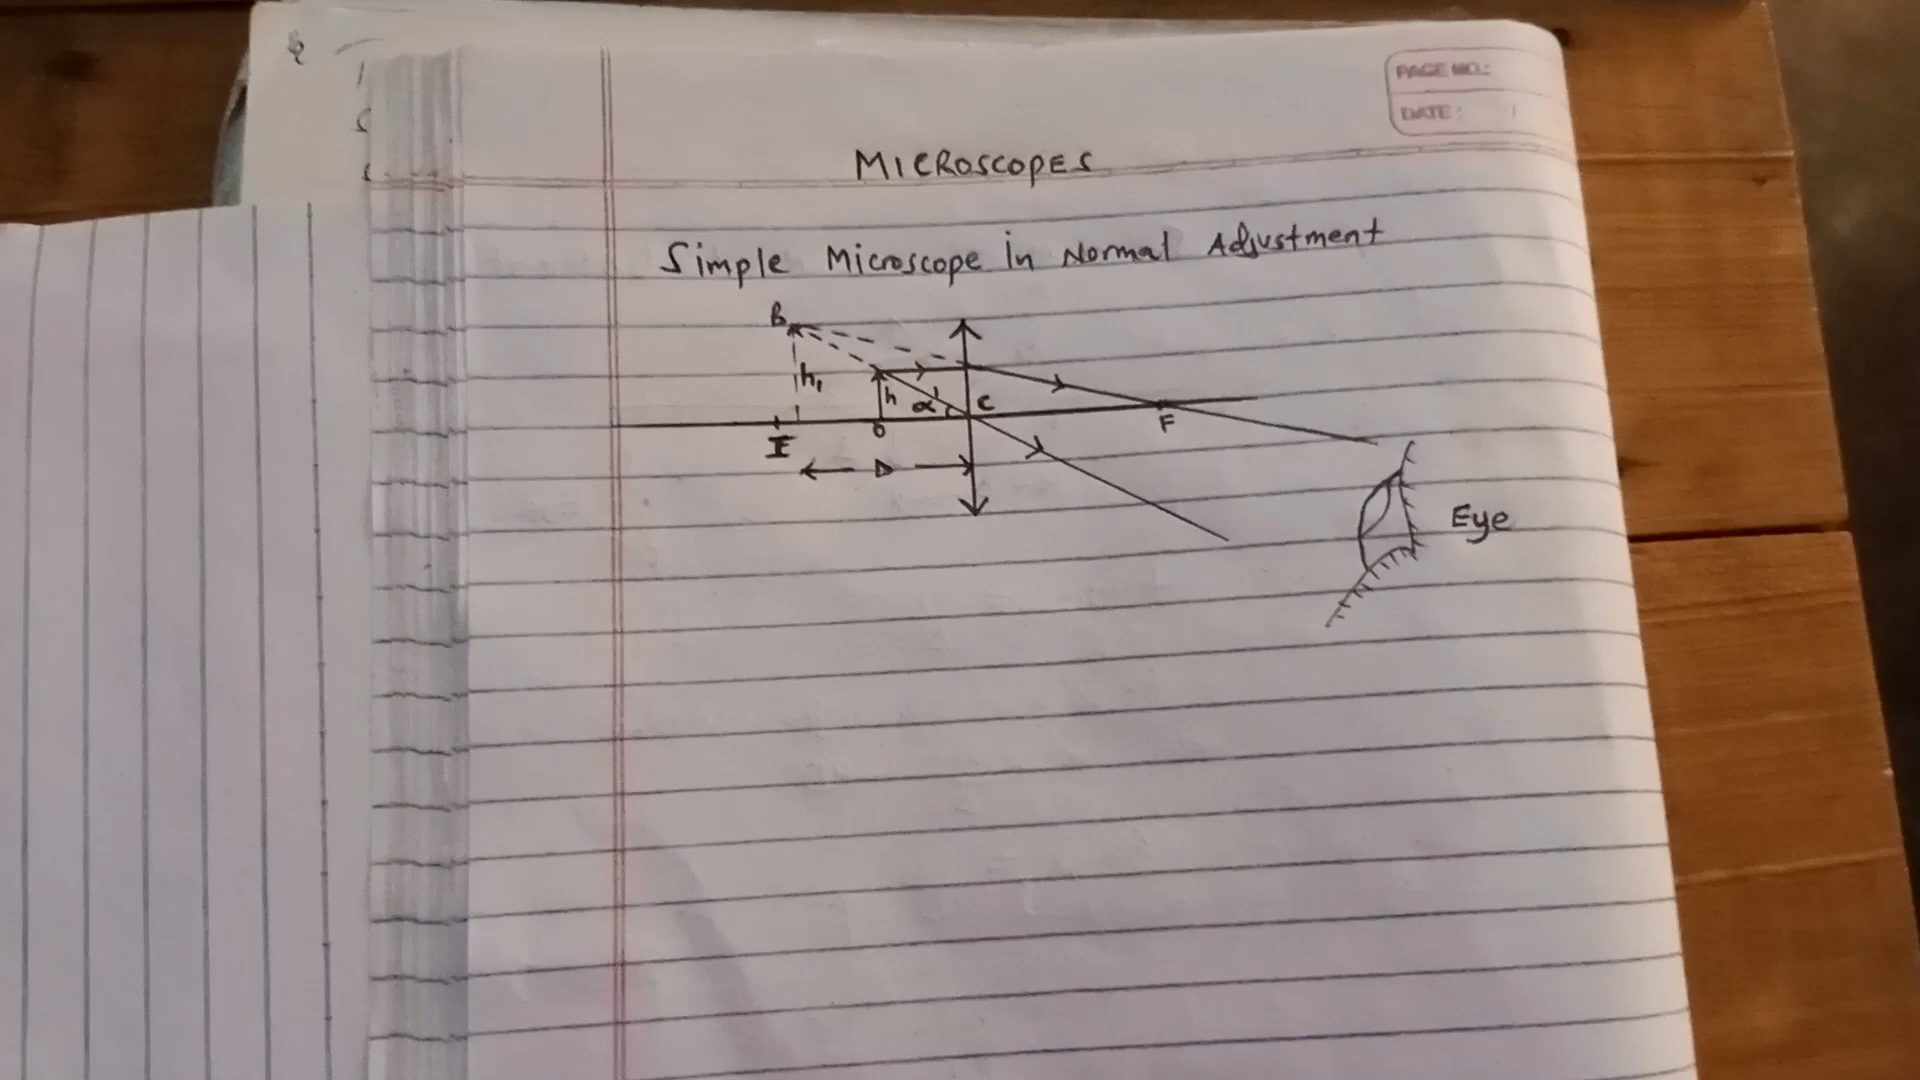 PAGE NO.:
DATE:
MICROSCOPES
Simple Microscope in Normal Adjustment
B
h₁
h
α'
C
I
O
F
D
Eye